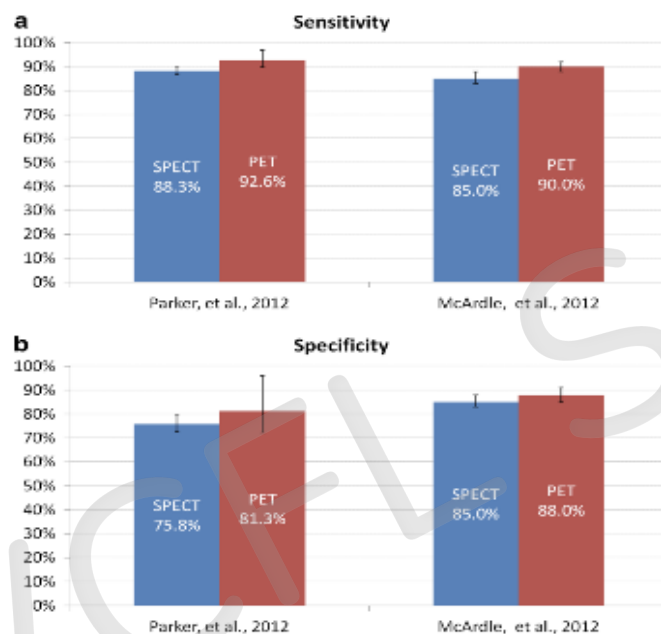 a
Sensitivity
100%
90%
80%
70%
60%
50%
40%
30%
20%
10%
0%
SPECT
88.3%
PET
92.6%
SPECT
85.0%
PET
90.0%
Parker, et al., 2012
McArdle, et al., 2012
b
Specificity
100%
90%
80%
70%
60%
50%
40%
30%
20%
10%
0%
SPECT
75.8%
PET
81.3%
SPECT
85.0%
PET
88.0%
Parker, et al., 2012
McArdle, et al., 2012